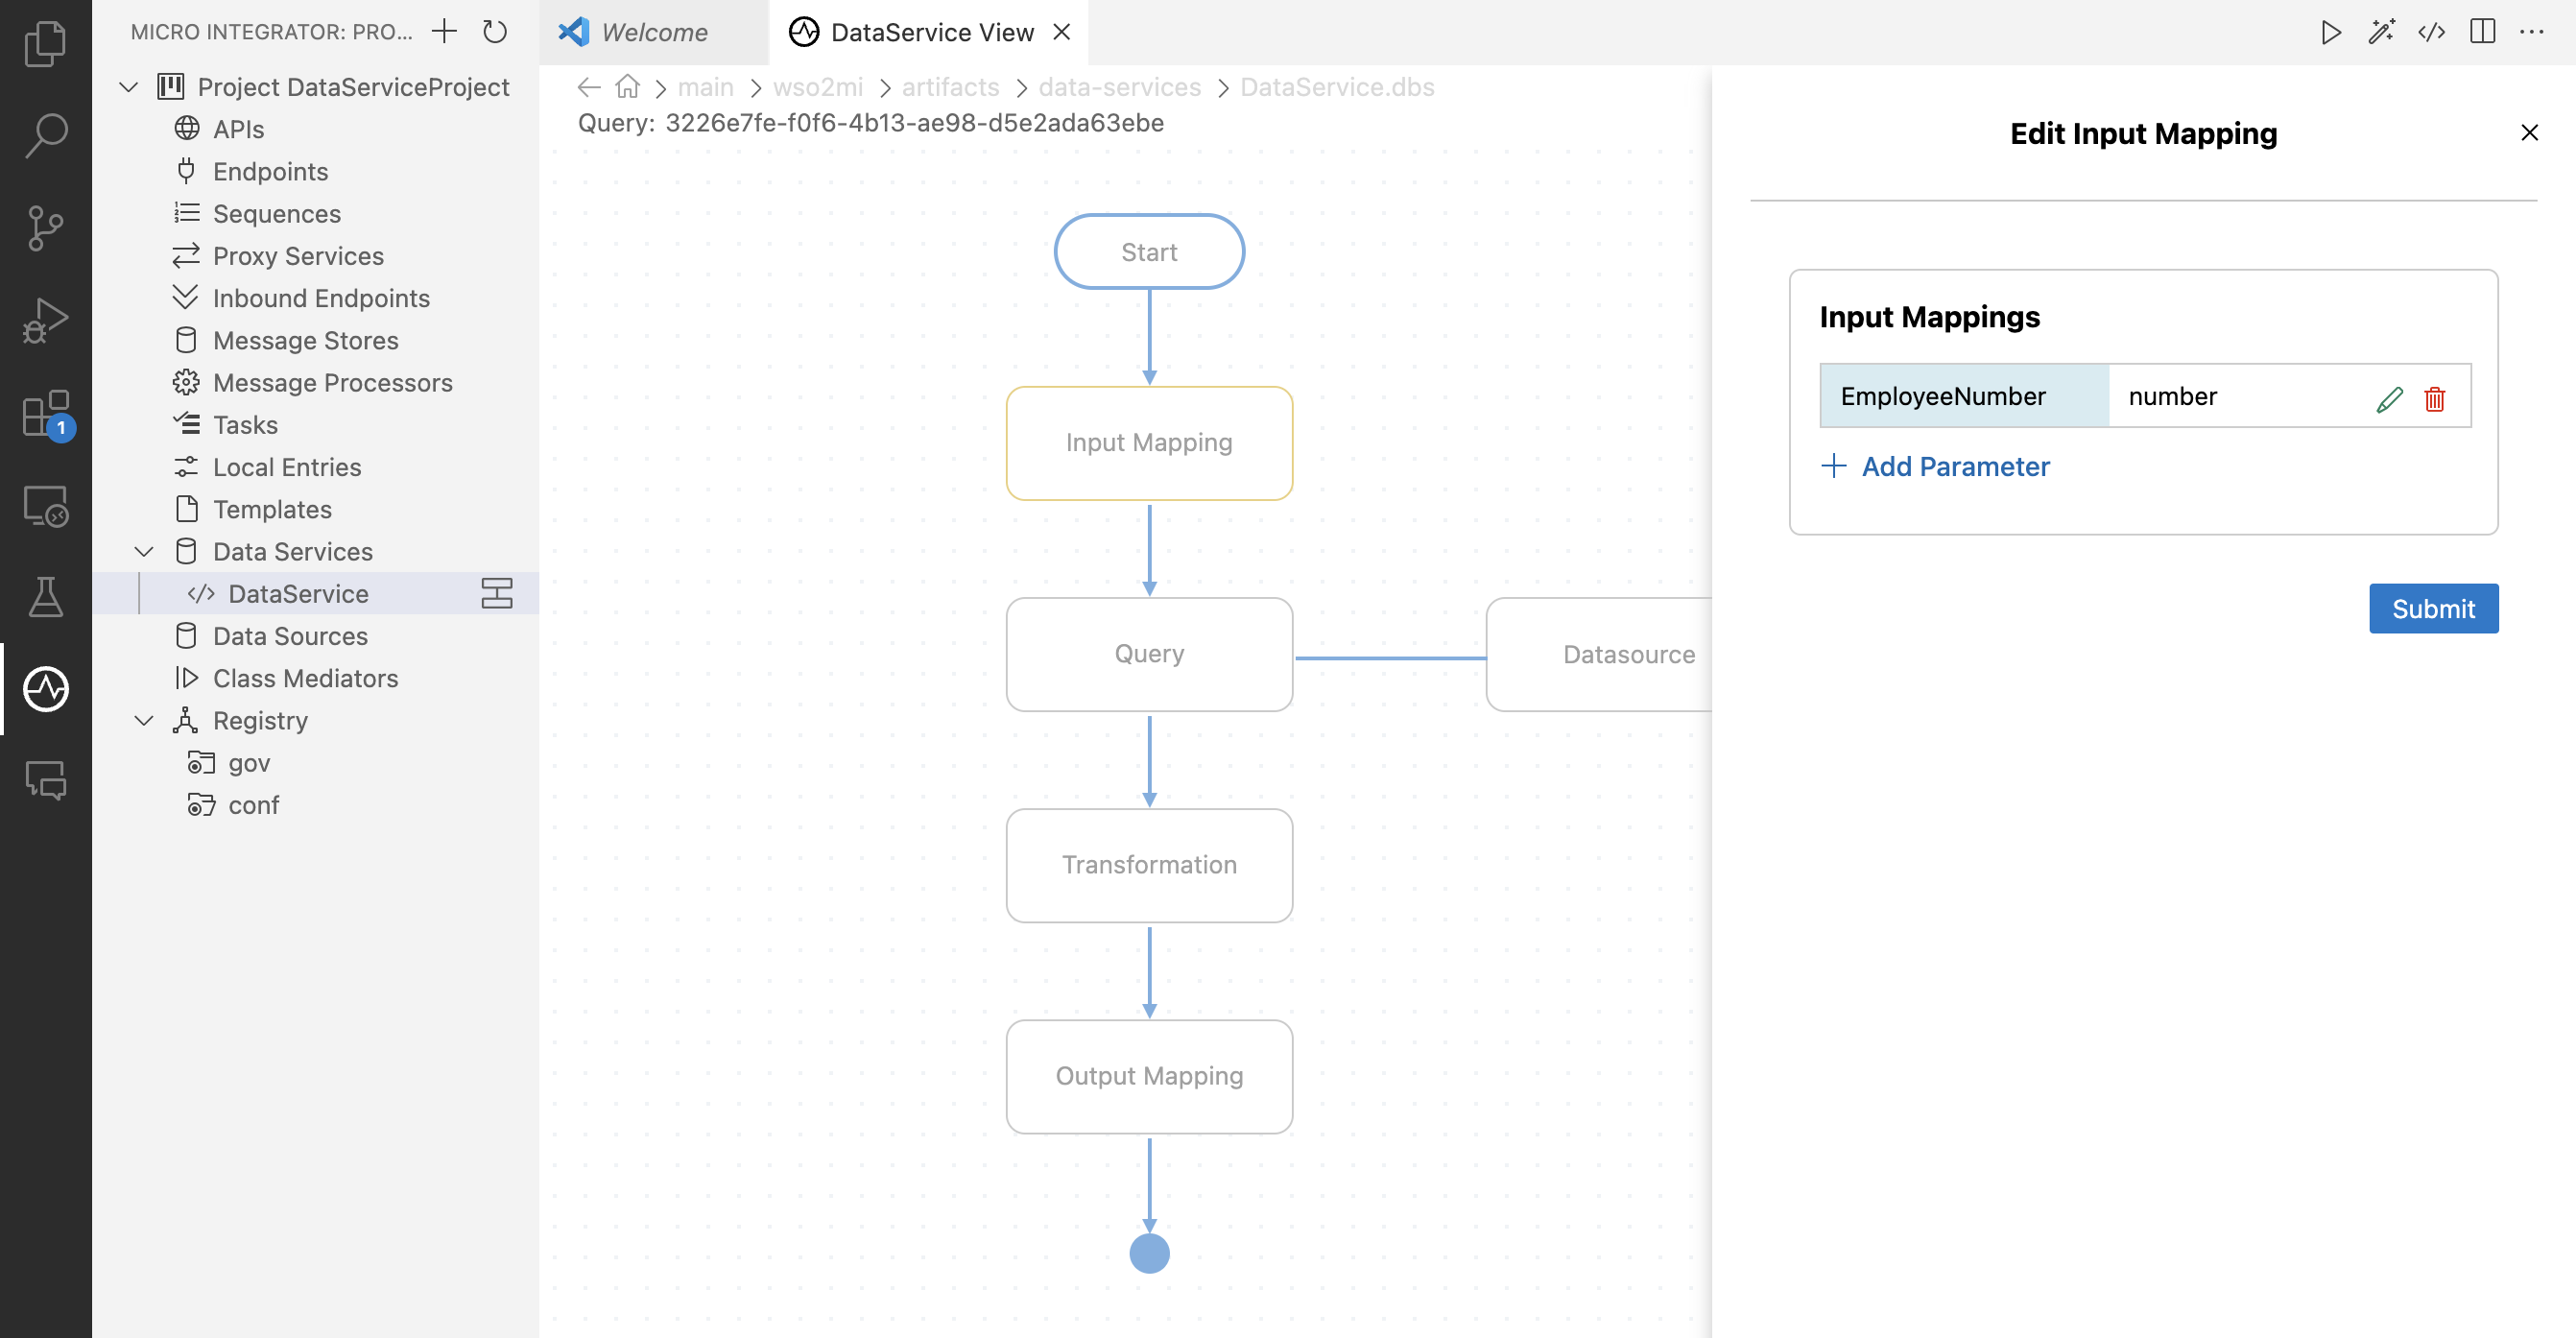 MICRO INTEGRATOR: PRO...
Project DataServiceProject
APIs
Endpoints
Sequences
Proxy Services
Inbound Endpoints
Message Stores
Message Processors
Tasks
Local Entries
Templates
Data Services
DataService
Data Sources
Class Mediators
Registry
gov
conf
1
Welcome
DataService View
main > wso2mi > artifacts > data-services > DataService.dbs
Query: 3226e7fe-f0f6-4b13-ae98-d5e2ada63ebe
Start
Input Mapping
Query
Datasource
Transformation
Output Mapping
Edit Input Mapping
Input Mappings
EmployeeNumber number
Add Parameter
Submit